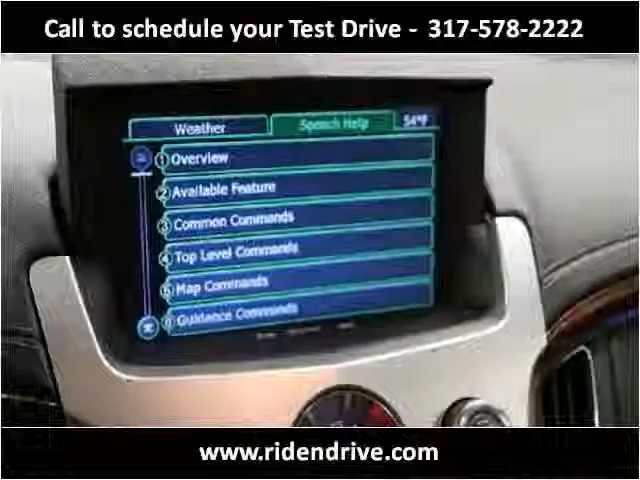 Call to schedule your Test Drive - 317-578-2222
Weather
Speech Help
54°F
1 Overview
2 Available Feature
3 Common Commands
4 Top Level Commands
5 Map Commands
6 Guidance Commands
www.ridendrive.com